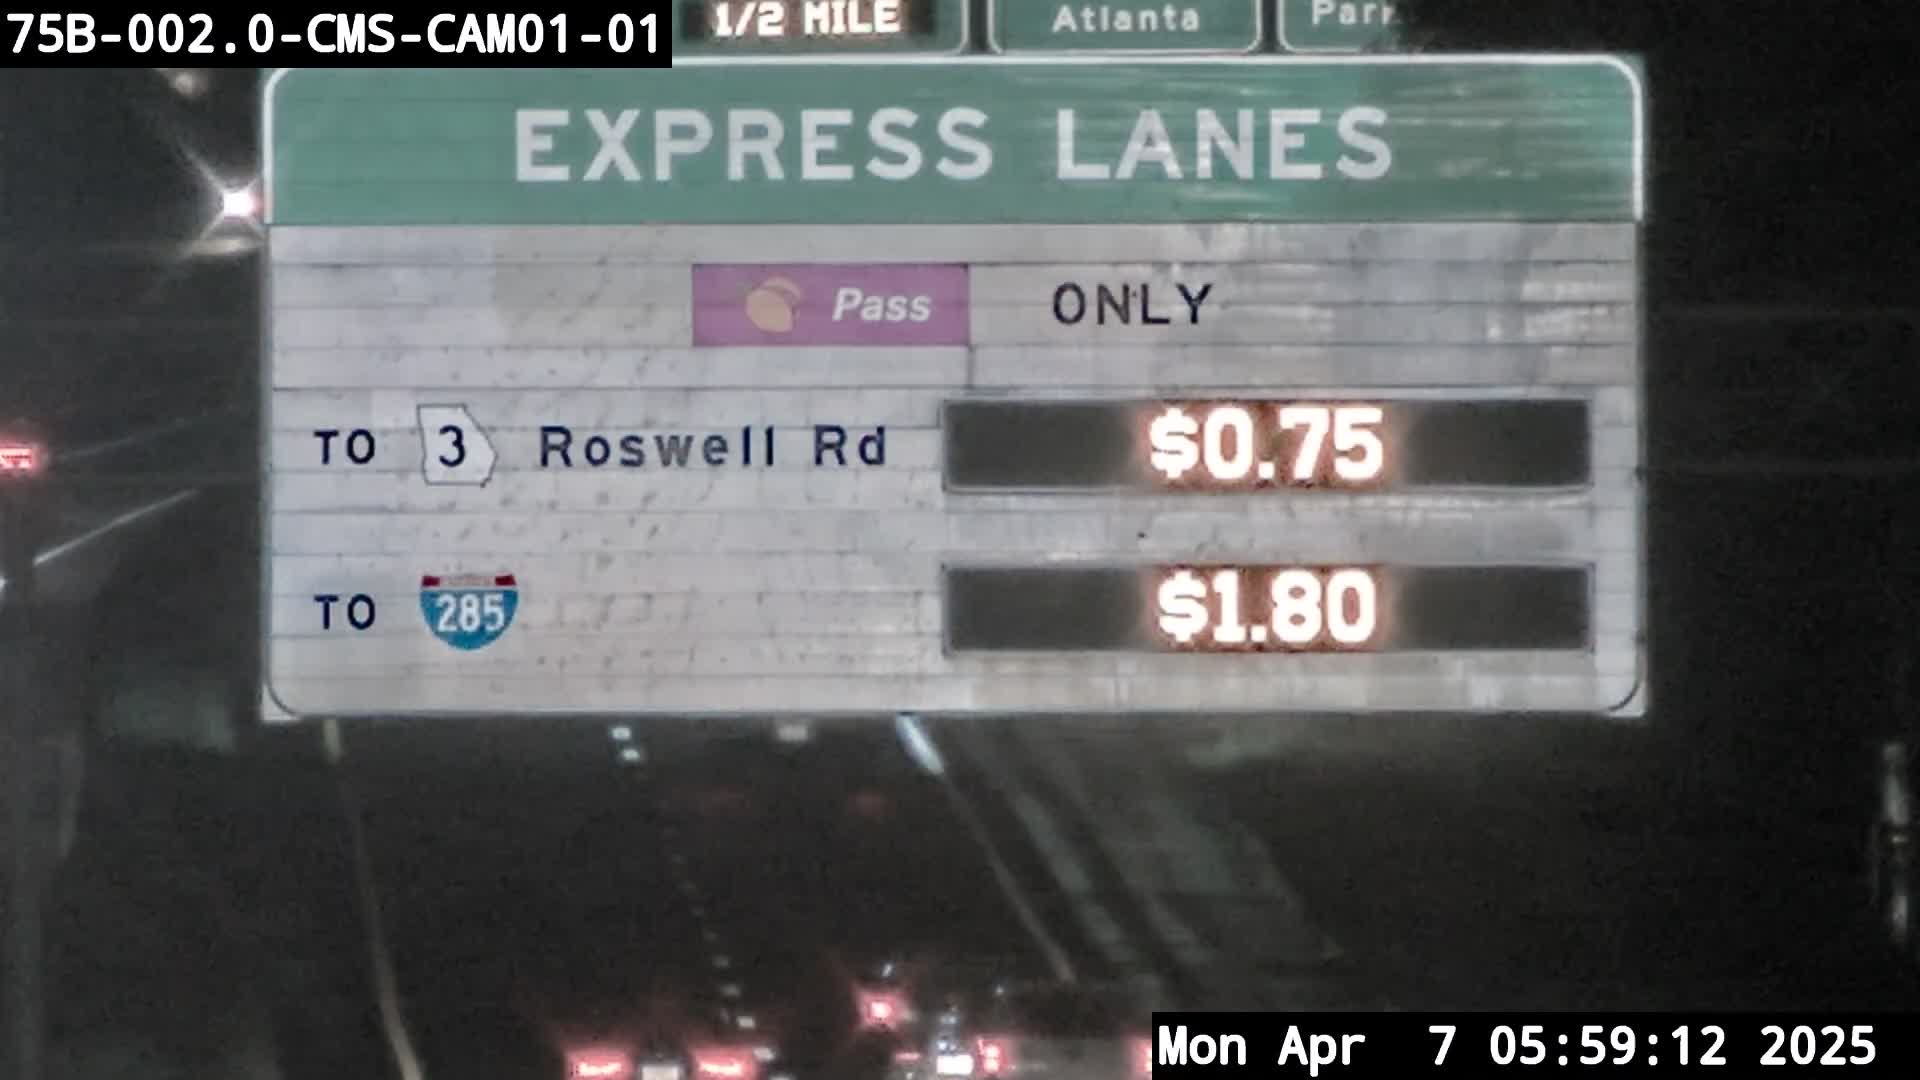 75B-002.0-CMS-CAM01-01
1/2 MILE
Atlanta
EXPRESS LANES
Pass ONLY
TO 3 Roswell Rd $0.75
TO 285 $1.80
Mon Apr 7 05:59:12 2025